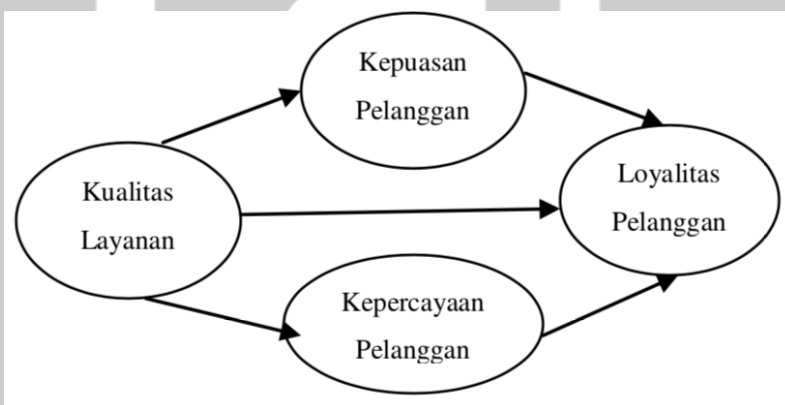 Kepuasan
Pelanggan
Kualitas
Layanan
Loyalitas
Pelanggan
Kepercayaan
Pelanggan